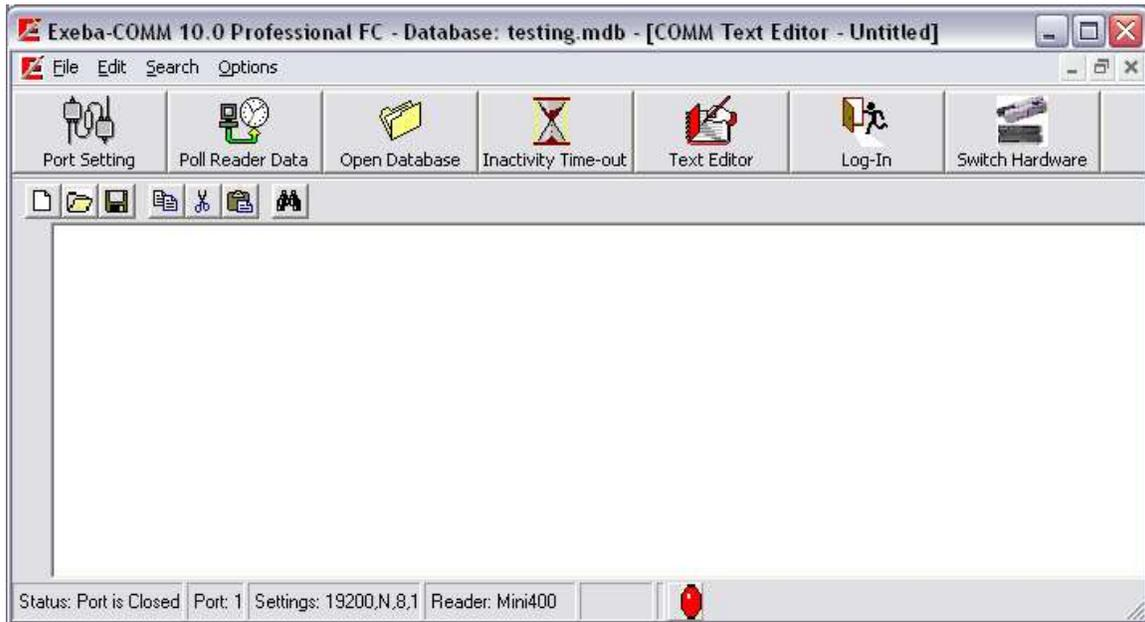 Exeba-COMM 10.0 Professional FC - Database: testing.mdb - [COMM Text Editor - Untitled]
File Edit Search Options
Port Setting Poll Reader Data Open Database Inactivity Time-out Text Editor Log-In Switch Hardware
Status: Port is Closed Port: 1 Settings: 19200,N,8,1 Reader: Mini400